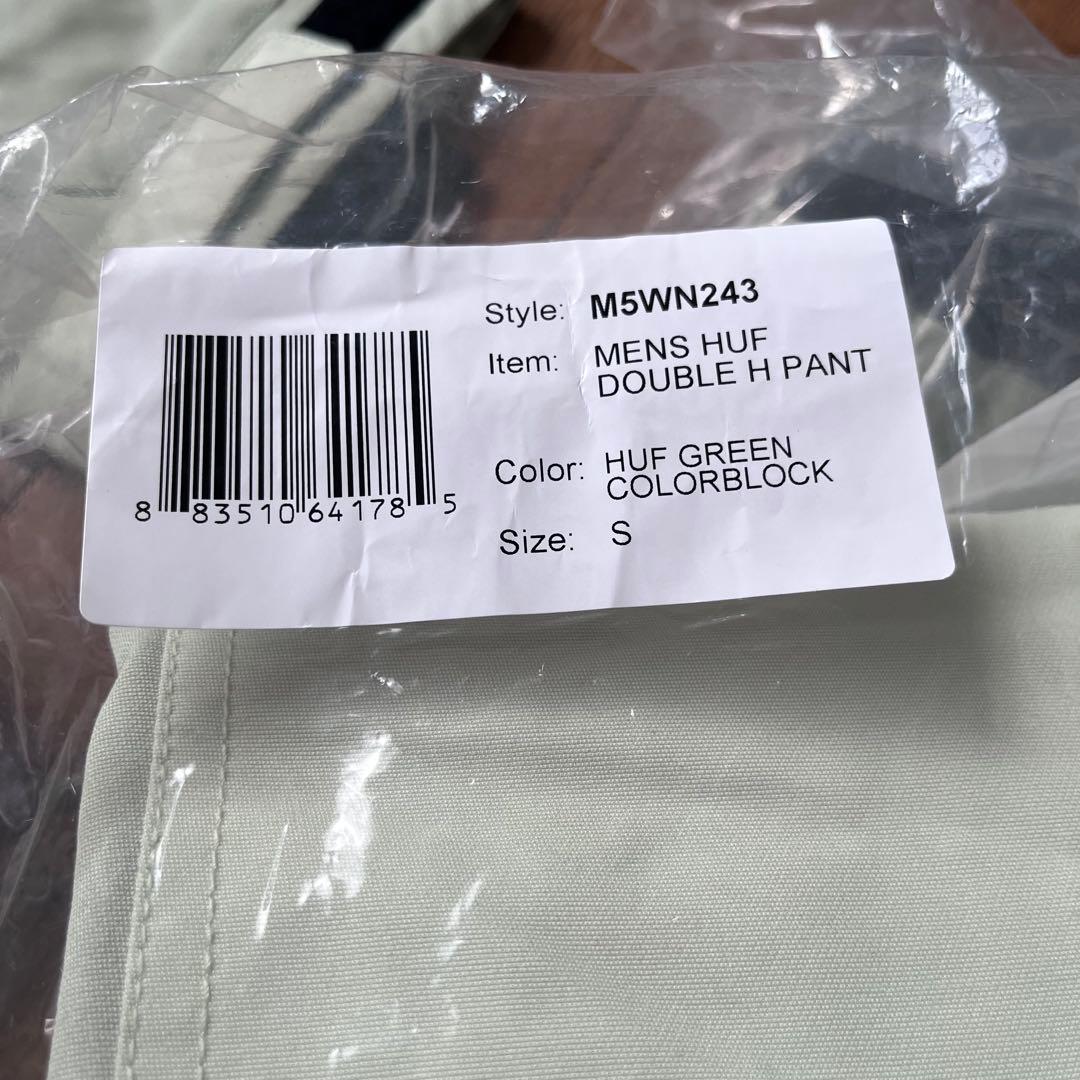 Style: M5WN243
Item: MENS HUF
DOUBLE H PANT
Color: HUF GREEN
COLORBLOCK
Size: S
8 83510 64178 5